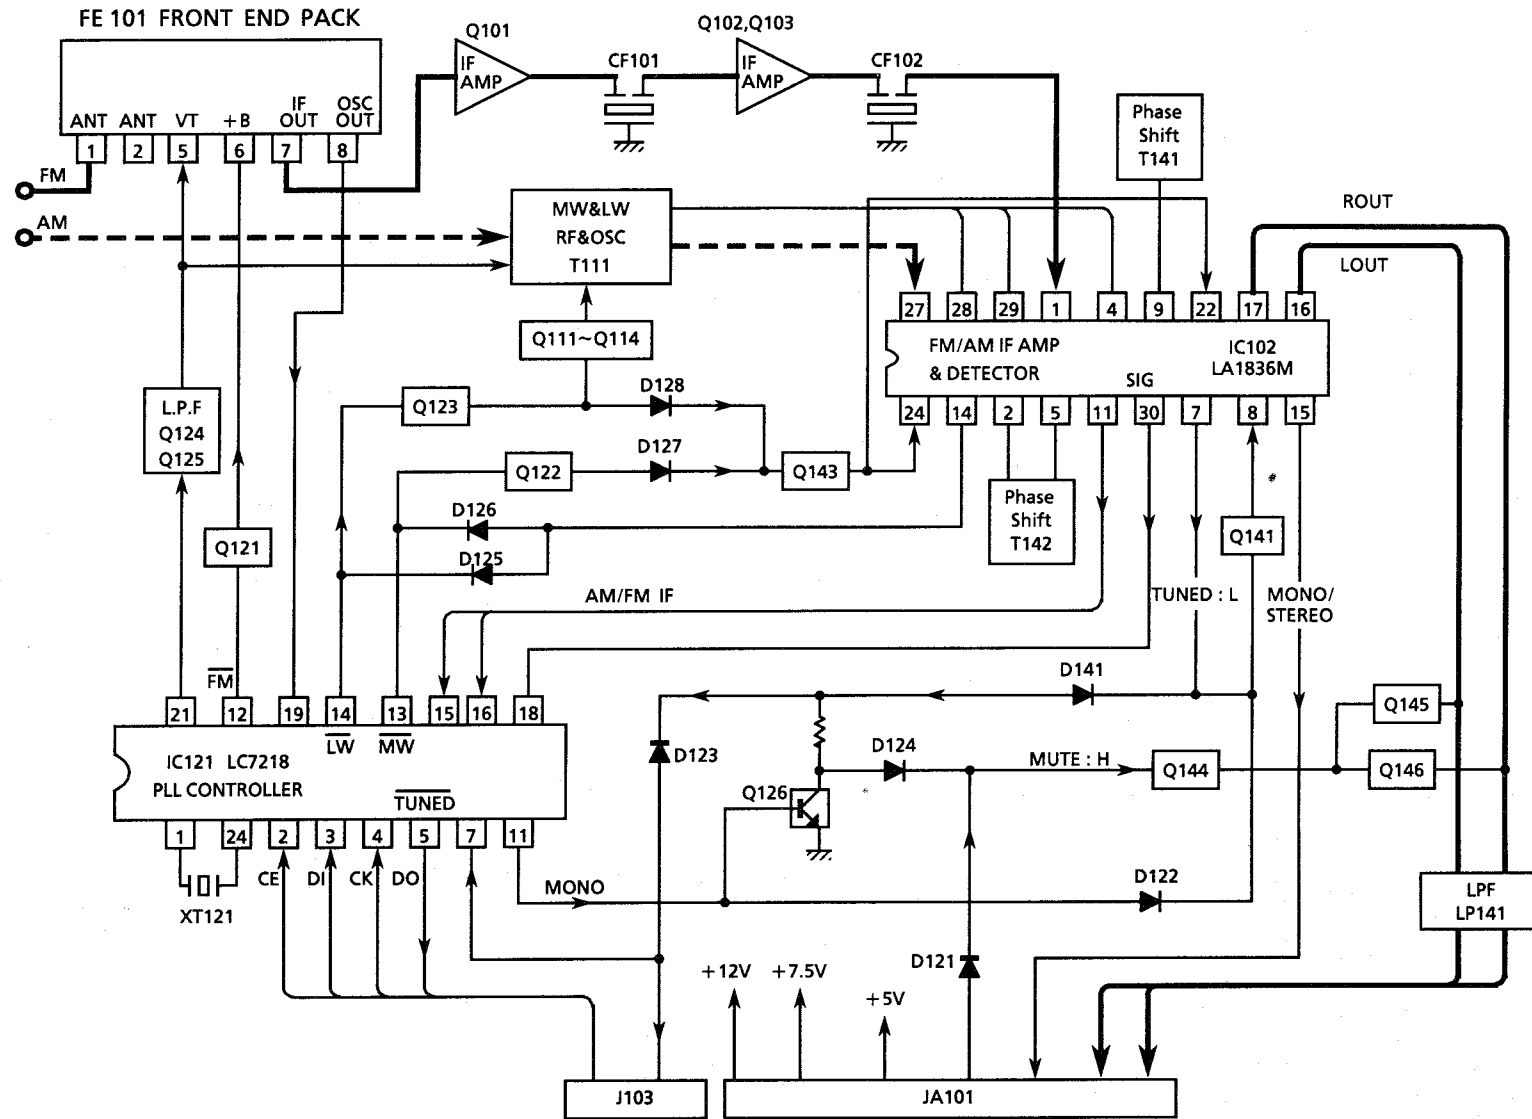 FE 101 FRONT END PACK
Q101
Q102,Q103
IF
AMP
CF101
IF
AMP
CF102
ANT
ANT
VT
+B
IF
OUT
OSC
OUT
1
2
5
6
7
8
Phase
Shift
T141
FM
AM
MW&LW
RF&OSC
T111
ROUT
LOUT
27
28
29
1
4
9
22
17
16
Q111~Q114
FM/AM IF AMP
& DETECTOR
SIG
IC102
LA1836M
24
14
2
5
11
30
7
8
15
L.P.F
Q124
Q125
Q123
D128
D127
Q122
Q143
D126
D125
Phase
Shift
T142
Q121
Q141
AM/FM IF
TUNED : L
MONO/
STEREO
FM
21
12
19
14
13
15
16
18
LW
MW
IC121 LC7218
PLL CONTROLLER
TUNED
1
24
2
3
4
5
7
11
XT121
CE
DI
CK
DO
D141
D123
D124
Q126
MUTE : H
Q144
Q145
Q146
MONO
D122
D121
LPF
LP141
+12V
+7.5V
+5V
J103
JA101